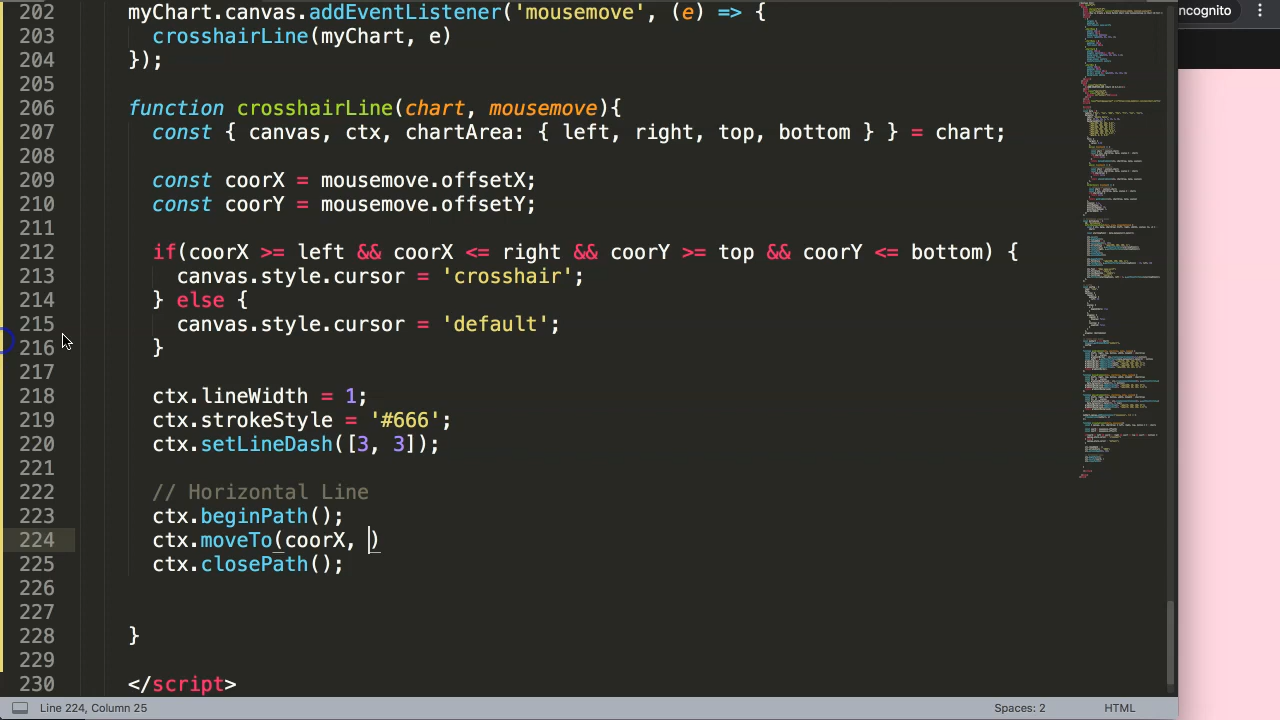 202 myChart.canvas.addEventListener('mousemove', (e) => {
203 crosshairLine(myChart, e)
204 });
205
206 function crosshairLine(chart, mousemove){
207 const { canvas, ctx, chartArea: { left, right, top, bottom } } = chart;
208
209 const coorX = mousemove.offsetX;
210 const coorY = mousemove.offsetY;
211
212 if(coorX >= left && coorX <= right && coorY >= top && coorY <= bottom) {
213 canvas.style.cursor = 'crosshair';
214 } else {
215 canvas.style.cursor = 'default';
216 }
217
218 ctx.lineWidth = 1;
219 ctx.strokeStyle = '#666';
220 ctx.setLineDash([3, 3]);
221
222 // Horizontal Line
223 ctx.beginPath();
224 ctx.moveTo(coorX, )
225 ctx.closePath();
226
227
228 }
229
230 </script>
Line 224, Column 25
Spaces: 2
HTML
cognito